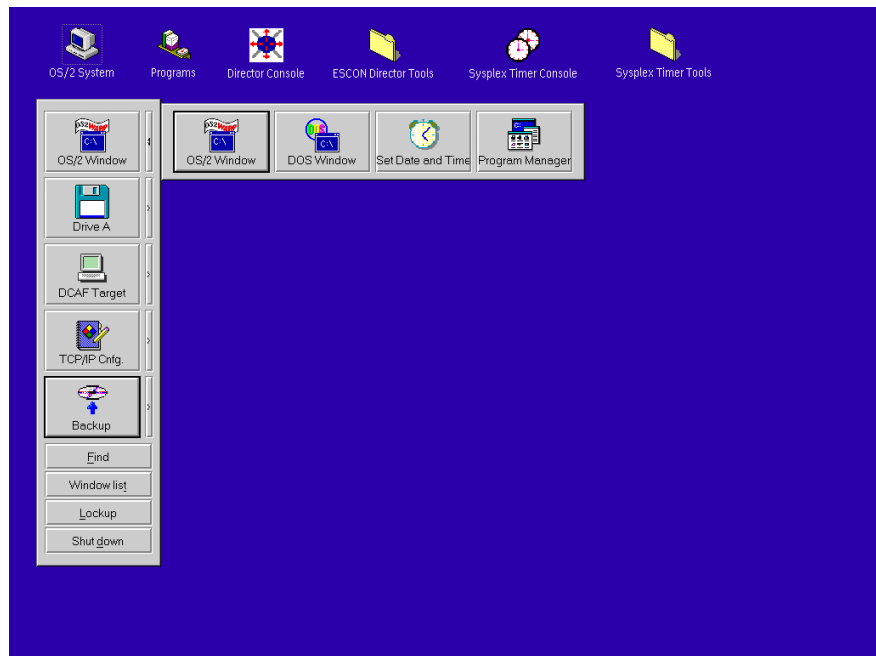 OS/2 System
Programs
Director Console
ESCON Director Tools
Sysplex Timer Console
Sysplex Timer Tools
OS/2 Window
OS/2 Window
DOS Window
Set Date and Time
Program Manager
Drive A
DCAF Target
TCP/IP Cnfg.
Backup
Find
Window list
Lockup
Shut down